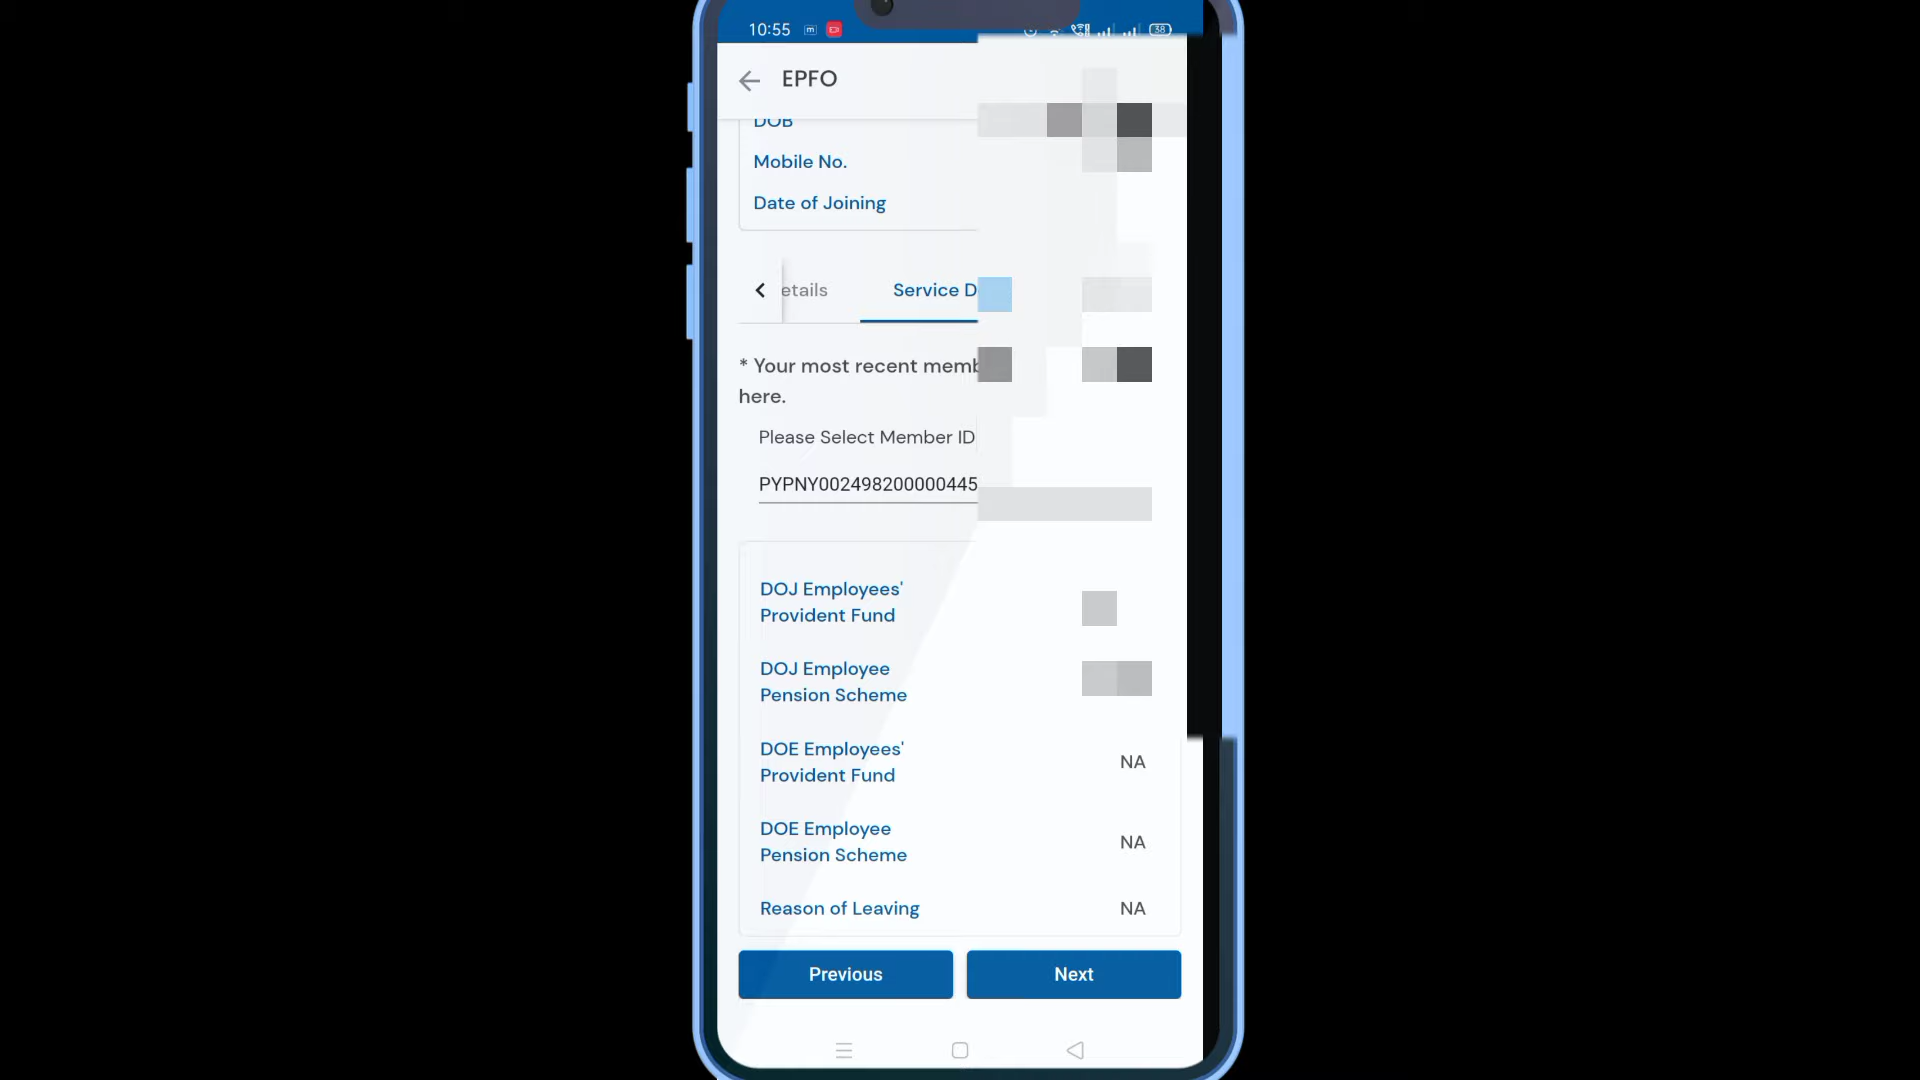 10:55
38
EPFO
DOB
Mobile No.
Date of Joining
etails
Service D
* Your most recent memb
here.
Please Select Member ID
PYPNY002498200000445
DOJ Employees'
Provident Fund
DOJ Employee
Pension Scheme
DOE Employees'
Provident Fund
NA
DOE Employee
Pension Scheme
NA
Reason of Leaving
NA
Previous
Next